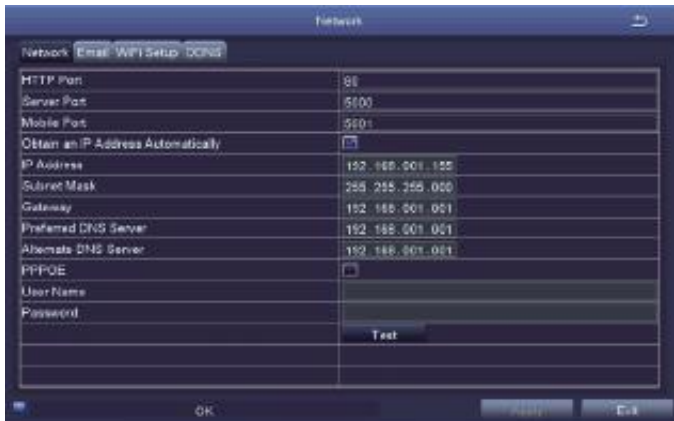 Network
Network Email WIFI Setup DDNS
HTTP Port 80
Server Port 5000
Mobile Port 5001
Obtain an IP Address Automatically
IP Address 192.168.001.155
Subnet Mask 255.255.255.000
Gateway 192.168.001.001
Preferred DNS Server 192.168.001.001
Alternate DNS Server 192.168.001.001
PPPOE
User Name
Password
Test
OK Apply Exit